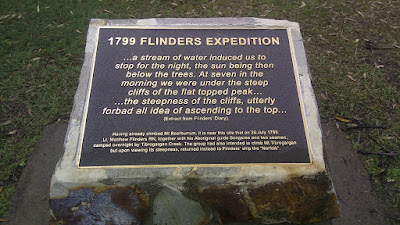 1799 FLINDERS EXPEDITION
...a stream of water induced us to
stop for the night, the sun being then
below the trees. At seven in the
morning we were under the steep
cliffs of the flat topped peak...
...the steepness of the cliffs, utterly
forbad all idea of ascending to the top...
(Extract from Flinders' Diary)
Having already climbed Mt Beerburrum, it is near this site that on 26 July 1799
Lt. Matthew Flinders RN, together with his Aboriginal guide Bongaree and two seamen,
camped overnight by Tibrogargan Creek. The group had also intended to climb Mt Tibrogargan
but upon viewing its steepness, returned instead to Flinders' ship the "Norfolk".